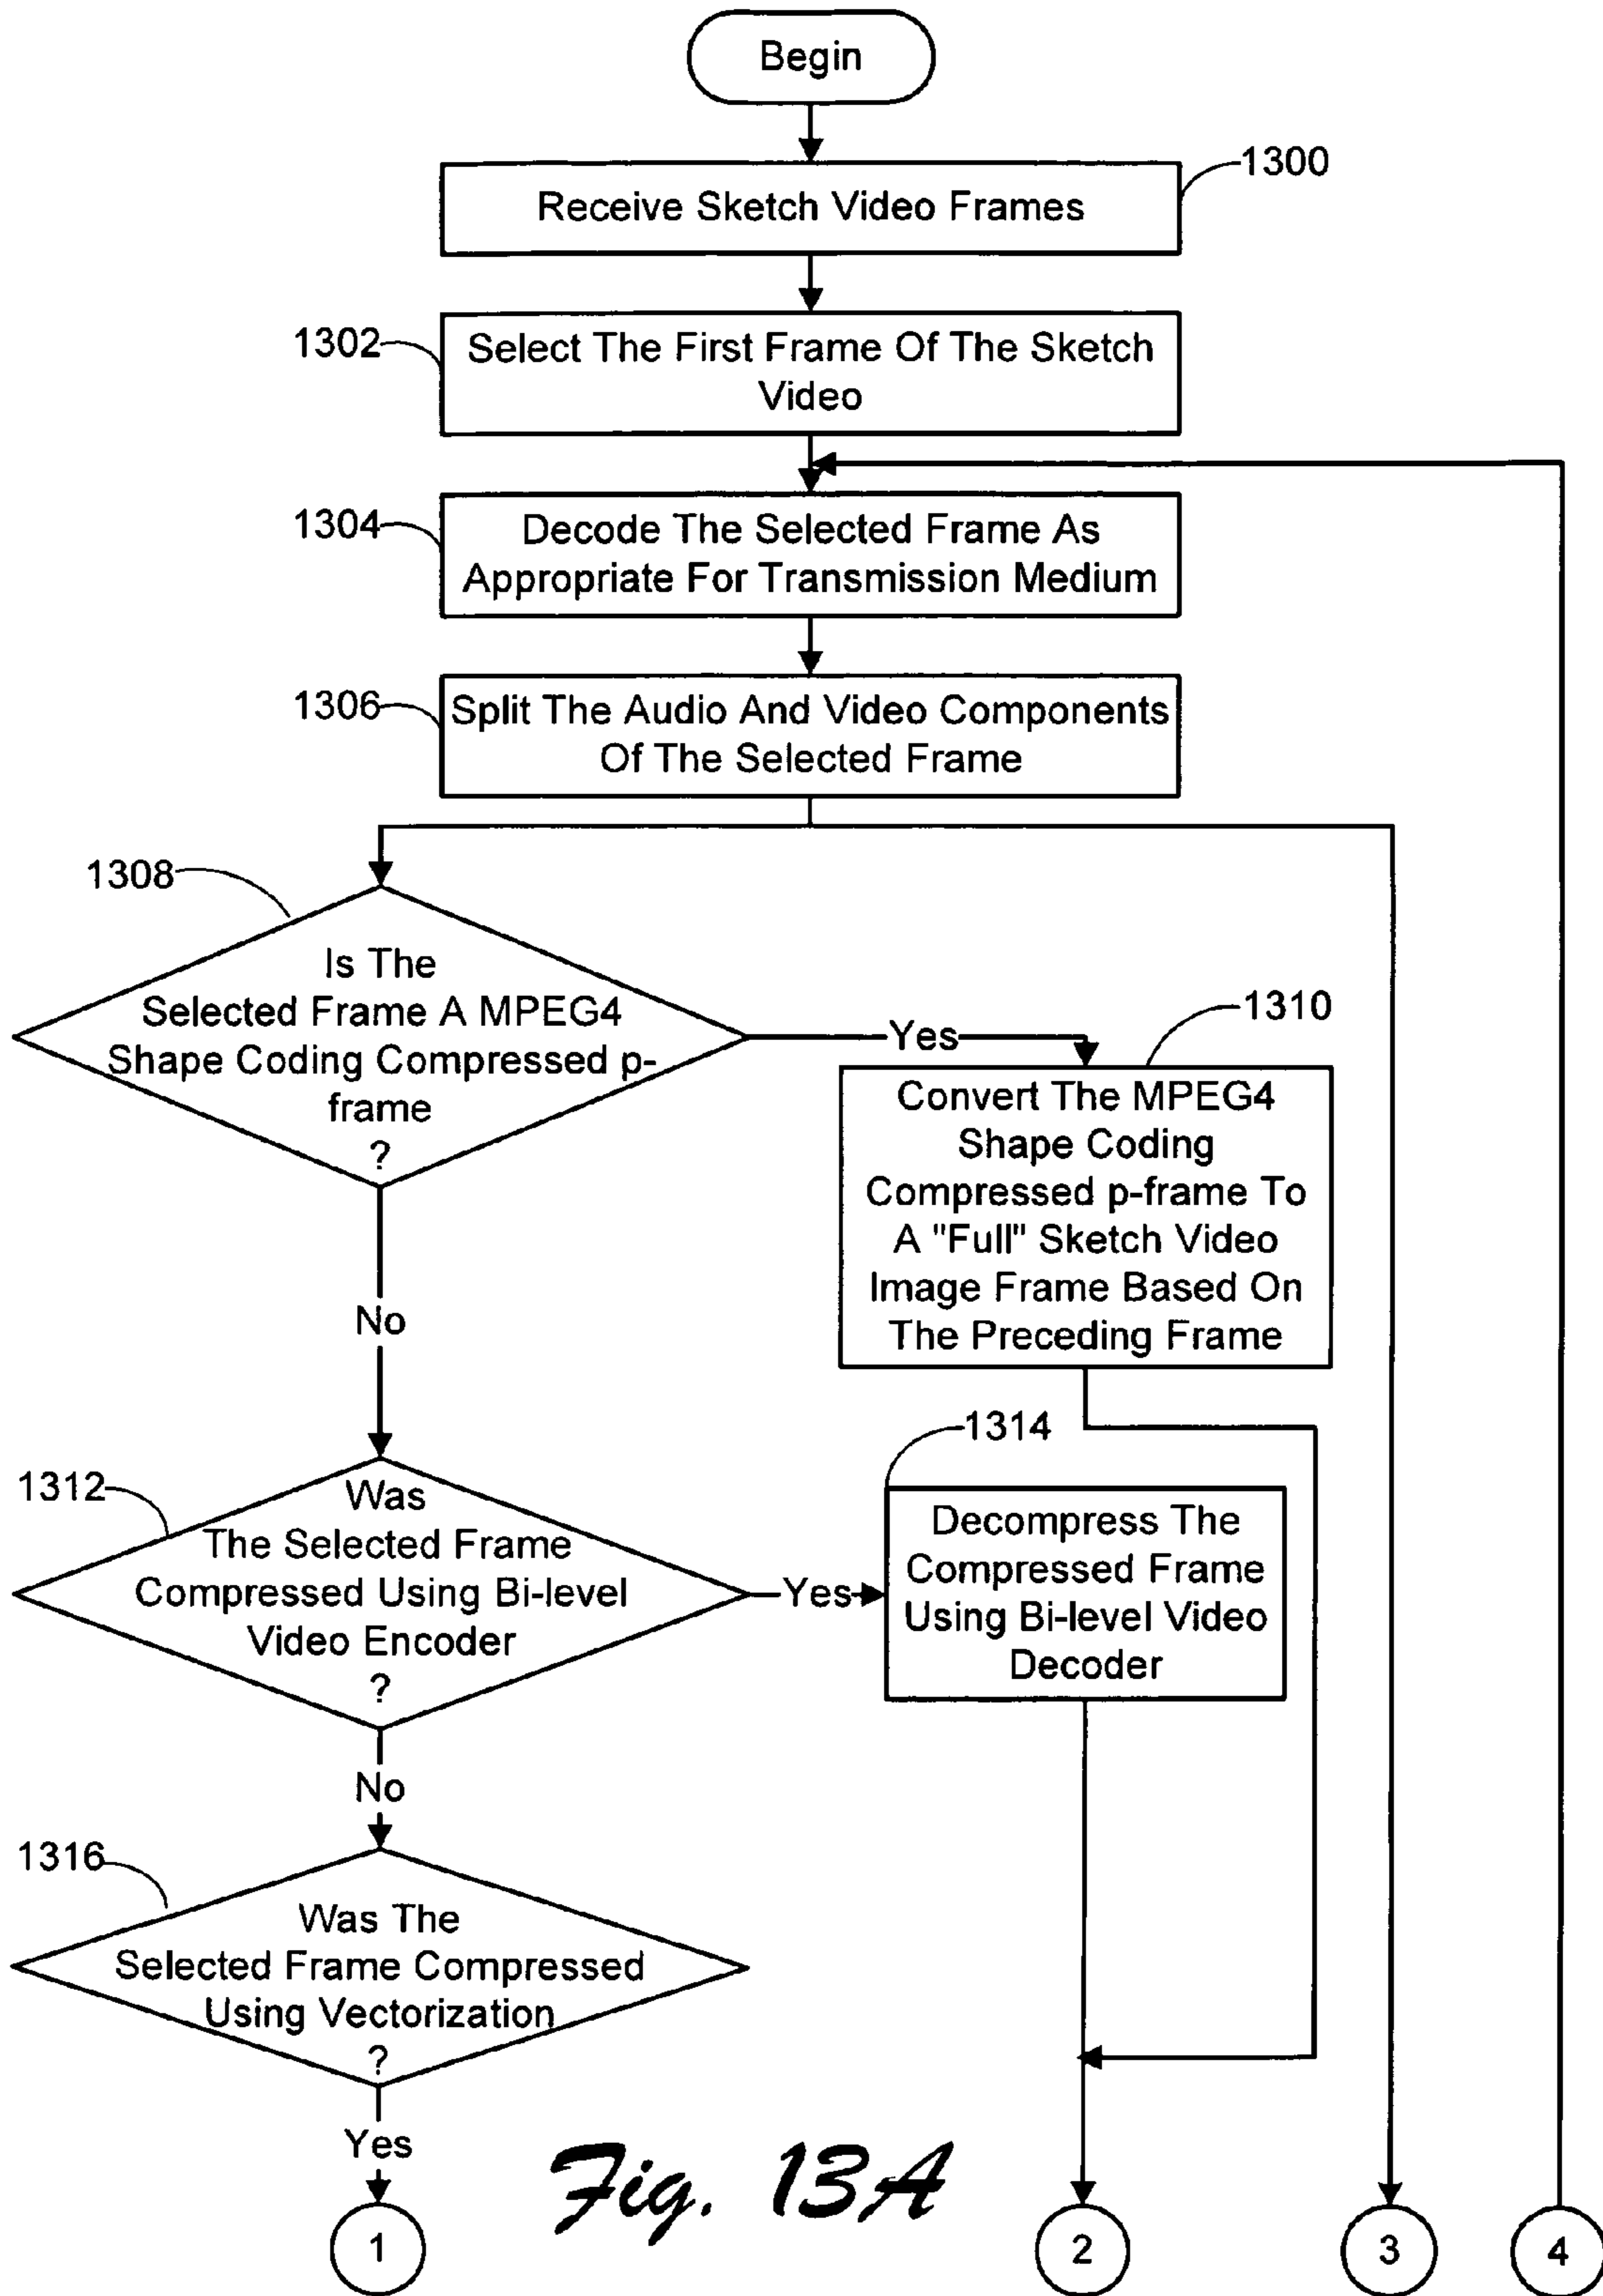 Begin
1300
Receive Sketch Video Frames
1302
Select The First Frame Of The Sketch
Video
1304
Decode The Selected Frame As
Appropriate For Transmission Medium
1306
Split The Audio And Video Components
Of The Selected Frame
1308
Is The
Selected Frame A MPEG4
Shape Coding Compressed p-
frame
?
Yes
1310
Convert The MPEG4
Shape Coding
Compressed p-frame To
A "Full" Sketch Video
Image Frame Based On
The Preceding Frame
No
1312
Was
The Selected Frame
Compressed Using Bi-level
Video Encoder
?
Yes
1314
Decompress The
Compressed Frame
Using Bi-level Video
Decoder
No
1316
Was The
Selected Frame Compressed
Using Vectorization
?
Yes
Fig. 13A
1
2
3
4